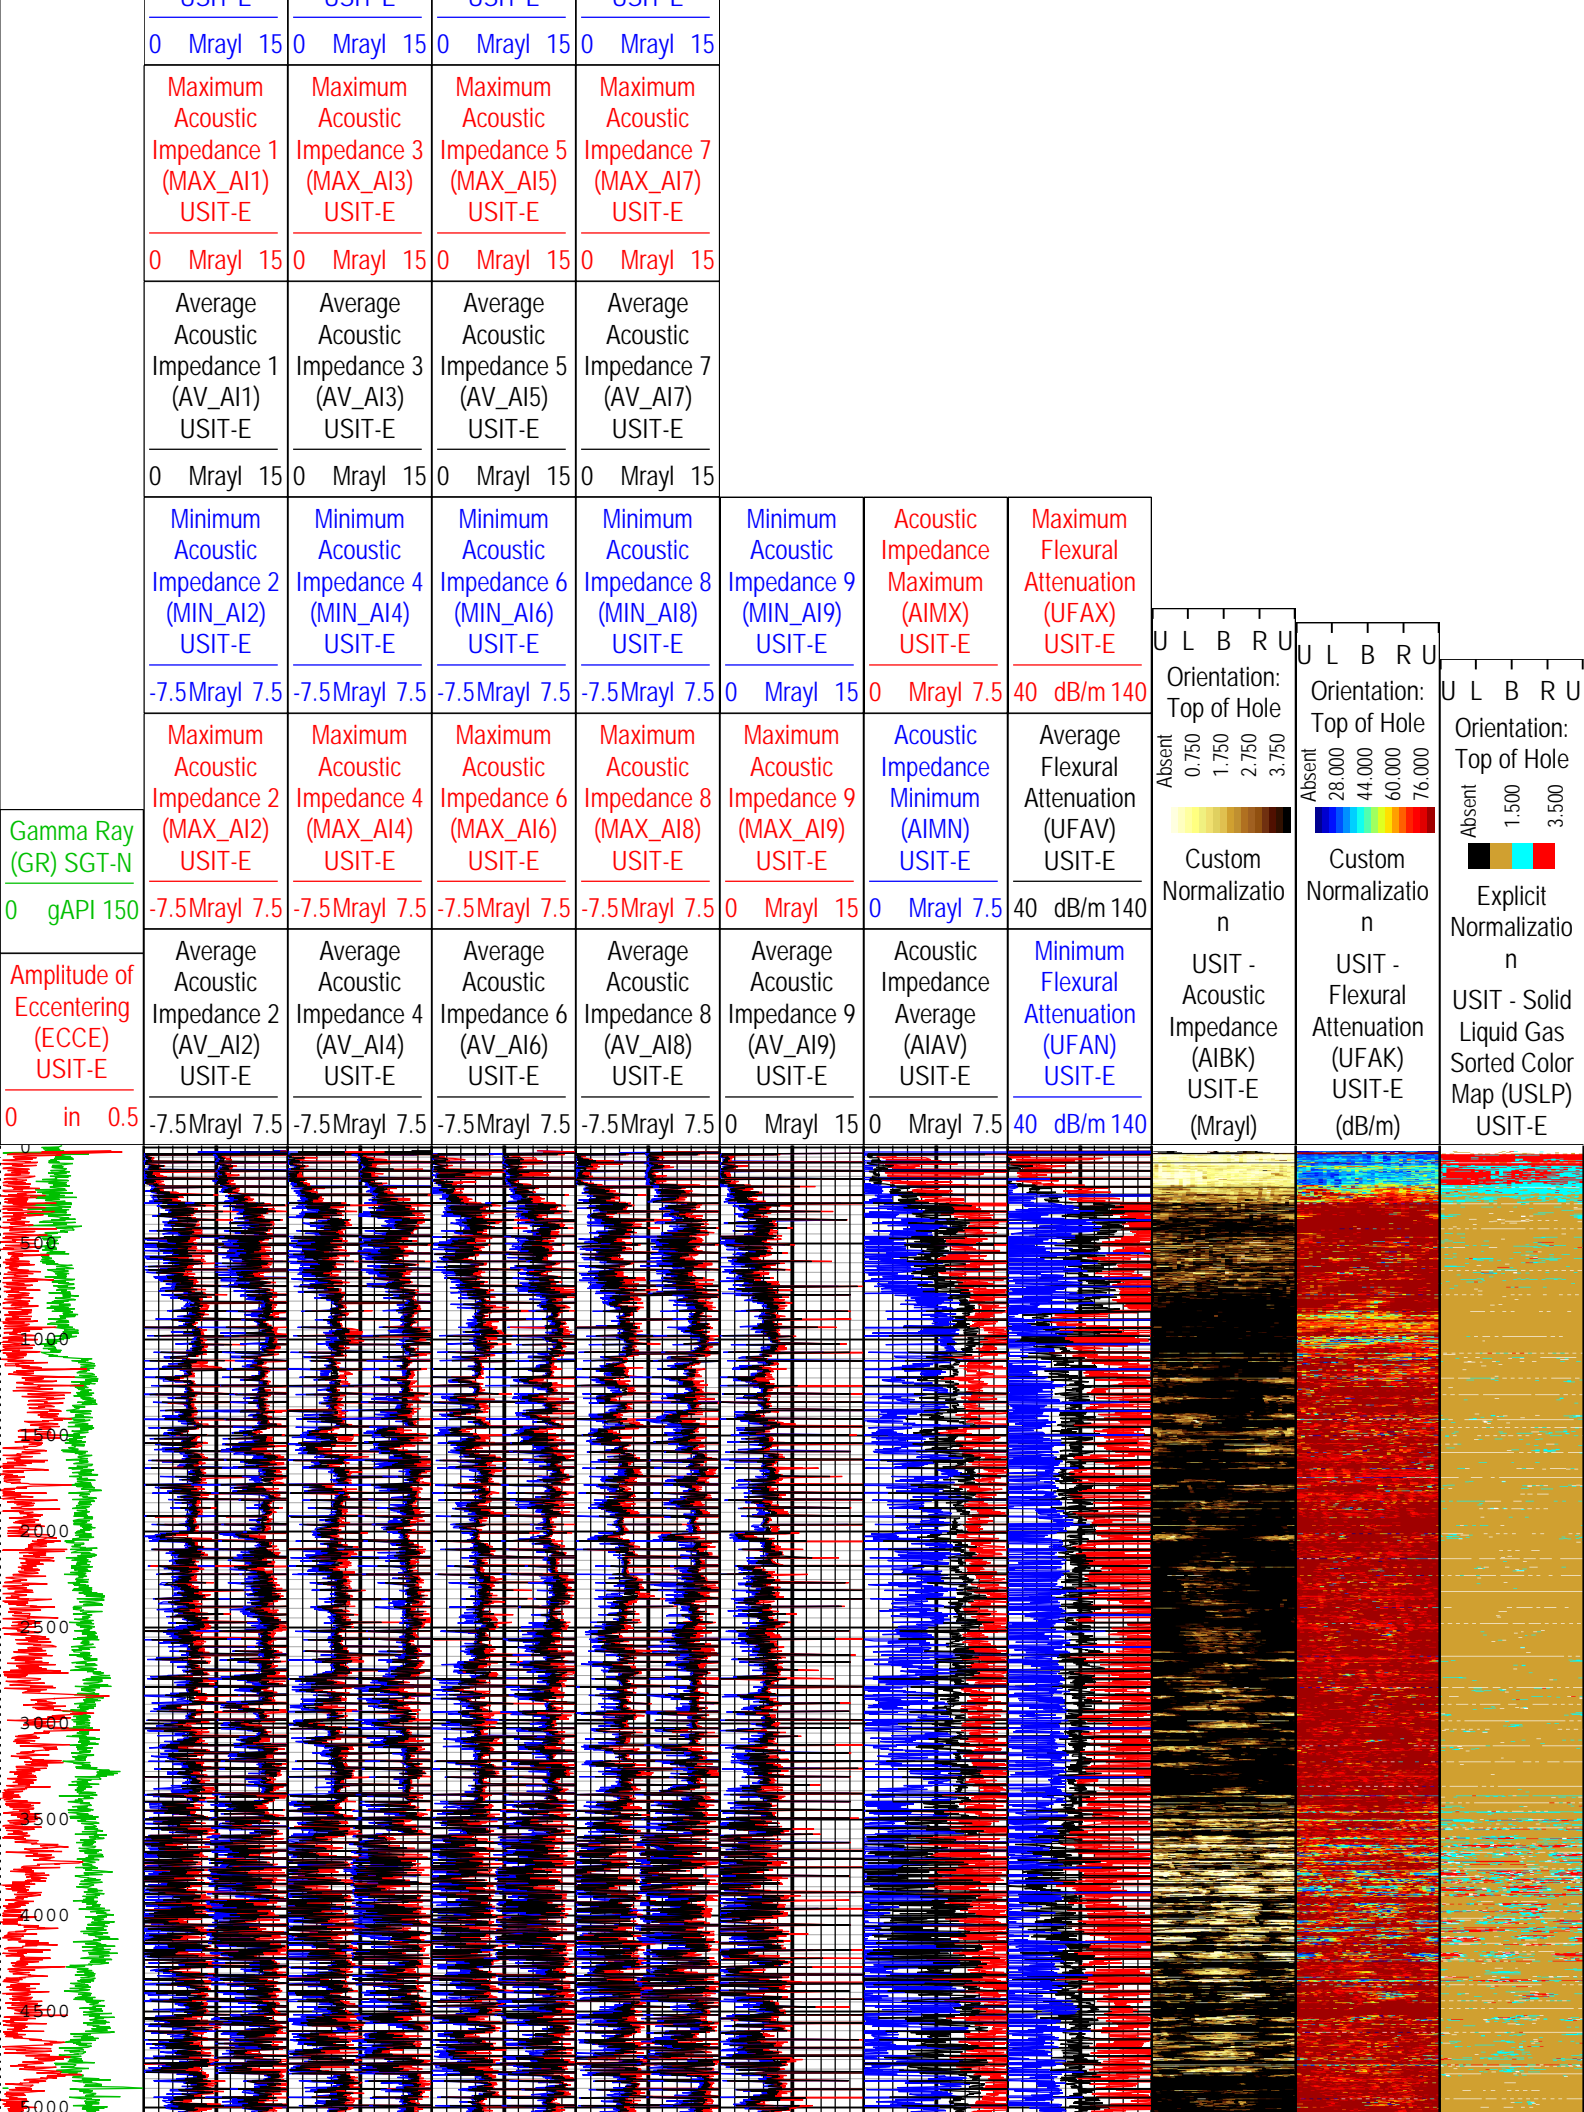 USIT-E USIT-E USIT-E USIT-E
0 Mrayl 15 0 Mrayl 15 0 Mrayl 15 0 Mrayl 15
Maximum Acoustic Impedance 1 (MAX_AI1) USIT-E
0 Mrayl 15
Maximum Acoustic Impedance 3 (MAX_AI3) USIT-E
0 Mrayl 15
Maximum Acoustic Impedance 5 (MAX_AI5) USIT-E
0 Mrayl 15
Maximum Acoustic Impedance 7 (MAX_AI7) USIT-E
0 Mrayl 15
Average Acoustic Impedance 1 (AV_AI1) USIT-E
0 Mrayl 15
Average Acoustic Impedance 3 (AV_AI3) USIT-E
0 Mrayl 15
Average Acoustic Impedance 5 (AV_AI5) USIT-E
0 Mrayl 15
Average Acoustic Impedance 7 (AV_AI7) USIT-E
0 Mrayl 15
Minimum Acoustic Impedance 2 (MIN_AI2) USIT-E
-7.5 Mrayl 7.5
Minimum Acoustic Impedance 4 (MIN_AI4) USIT-E
-7.5 Mrayl 7.5
Minimum Acoustic Impedance 6 (MIN_AI6) USIT-E
-7.5 Mrayl 7.5
Minimum Acoustic Impedance 8 (MIN_AI8) USIT-E
-7.5 Mrayl 7.5
Minimum Acoustic Impedance 9 (MIN_AI9) USIT-E
0 Mrayl 15
Acoustic Impedance Maximum (AIMX) USIT-E
0 Mrayl 7.5
Maximum Flexural Attenuation (UFAX) USIT-E
40 dB/m 140
Maximum Acoustic Impedance 2 (MAX_AI2) USIT-E
-7.5 Mrayl 7.5
Maximum Acoustic Impedance 4 (MAX_AI4) USIT-E
-7.5 Mrayl 7.5
Maximum Acoustic Impedance 6 (MAX_AI6) USIT-E
-7.5 Mrayl 7.5
Maximum Acoustic Impedance 8 (MAX_AI8) USIT-E
-7.5 Mrayl 7.5
Maximum Acoustic Impedance 9 (MAX_AI9) USIT-E
0 Mrayl 15
Acoustic Impedance Minimum (AIMN) USIT-E
0 Mrayl 7.5
Average Flexural Attenuation (UFAV) USIT-E
40 dB/m 140
Gamma Ray (GR) SGT-N
0 gAPI 150
Amplitude of Eccentering (ECCE) USIT-E
0 in 0.5
Average Acoustic Impedance 2 (AV_AI2) USIT-E
-7.5 Mrayl 7.5
Average Acoustic Impedance 4 (AV_AI4) USIT-E
-7.5 Mrayl 7.5
Average Acoustic Impedance 6 (AV_AI6) USIT-E
-7.5 Mrayl 7.5
Average Acoustic Impedance 8 (AV_AI8) USIT-E
-7.5 Mrayl 7.5
Average Acoustic Impedance 9 (AV_AI9) USIT-E
0 Mrayl 15
Acoustic Impedance Average (AIAV) USIT-E
0 Mrayl 7.5
Minimum Flexural Attenuation (UFAN) USIT-E
40 dB/m 140
U L B R U
Orientation: Top of Hole
Absent 0.750 1.750 2.750 3.750
Custom Normalizatio n
USIT - Acoustic Impedance (AIBK) USIT-E (Mrayl)
U L B R U
Orientation: Top of Hole
Absent 28.000 44.000 60.000 76.000
Custom Normalizatio n
USIT - Flexural Attenuation (UFAK) USIT-E (dB/m)
U L B R U
Orientation: Top of Hole
Absent 1.500 3.500
Explicit Normalizatio n
USIT - Solid Liquid Gas Sorted Color Map (USLP) USIT-E
0
500
1000
1500
2000
2500
3000
3500
4000
4500
5000